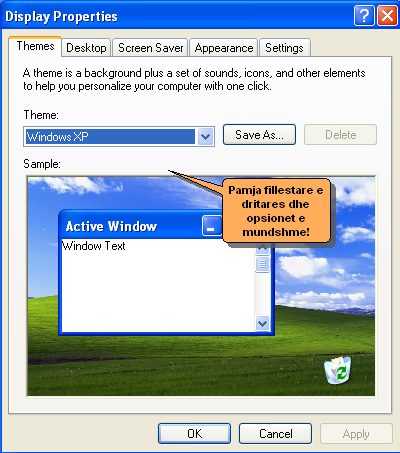 Display Properties
Themes Desktop Screen Saver Appearance Settings
A theme is a background plus a set of sounds, icons, and other elements
to help you personalize your computer with one click.
Theme:
Windows XP Save As... Delete
Sample:
Pamja fillestare e
dritares dhe
opsionet e
mundshme!
Active Window
Window Text
OK Cancel Apply